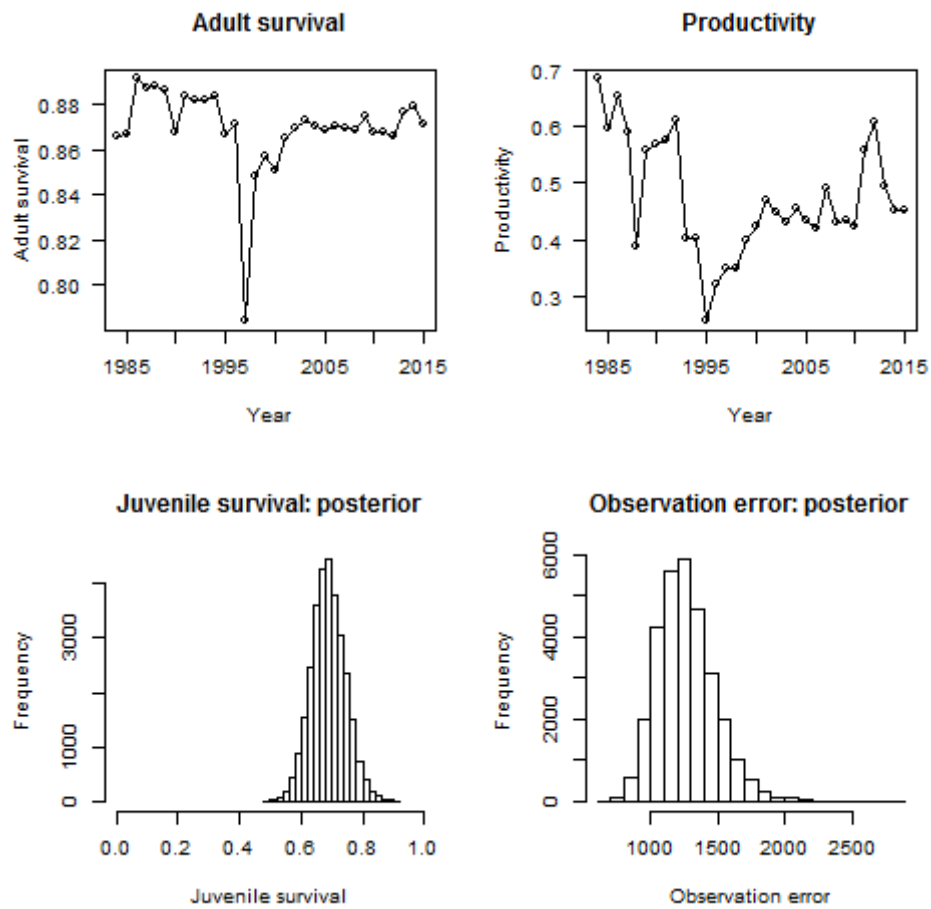 Adult survival
Adult survival
0.80 0.82 0.84 0.86 0.88
1985 1995 2005 2015
Year
Productivity
Productivity
0.3 0.4 0.5 0.6 0.7
1985 1995 2005 2015
Year
Juvenile survival: posterior
Frequency
0 1000 3000
0.0 0.2 0.4 0.6 0.8 1.0
Juvenile survival
Observation error: posterior
Frequency
0 2000 4000 6000
1000 1500 2000 2500
Observation error